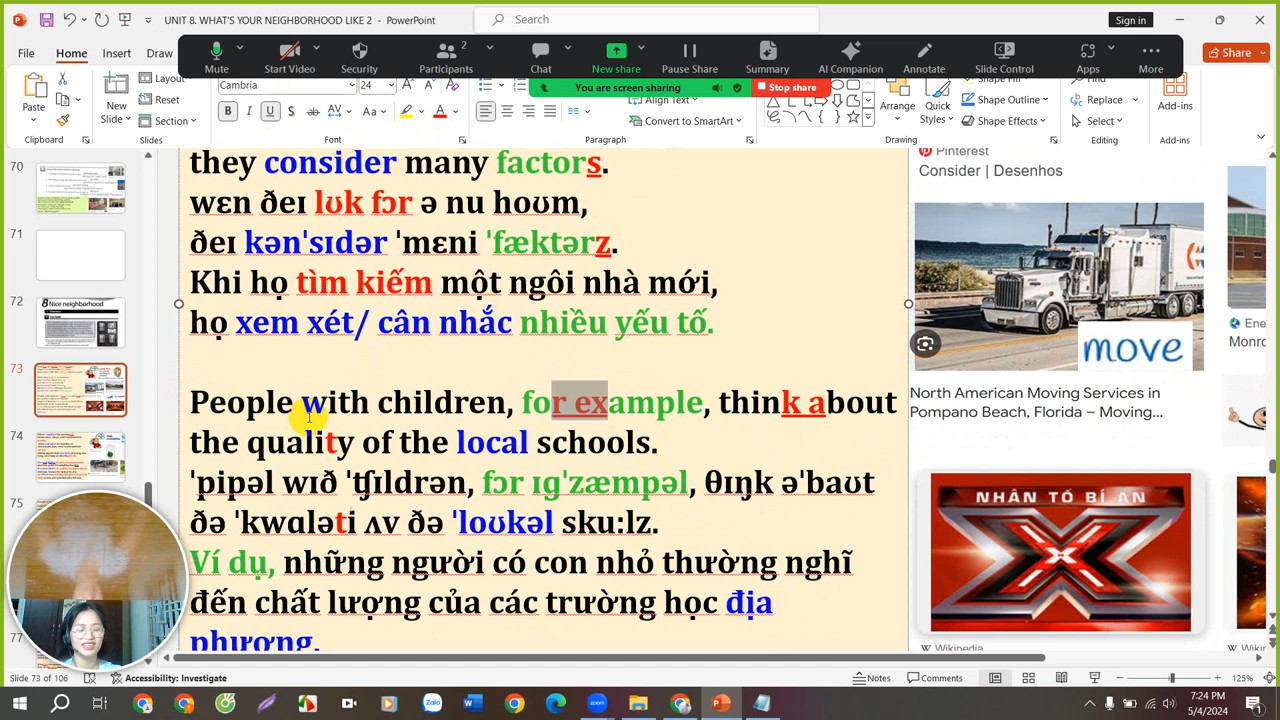 UNIT 8. WHAT'S YOUR NEIGHBORHOOD LIKE 2 - PowerPoint
Search
Sign in
File Home Insert Draw
Mute Start Video Security Participants 2 Chat New share Pause Share Summary AI Companion Annotate Slide Control Apps More
Share
You are screen sharing Stop share
Paste New Slide Layout Reset Section
Cambria 24
Align Text Convert to SmartArt
Arrange Quick Styles Shape Outline Shape Effects
Replace Select Add-ins
Clipboard Slides Font Paragraph Drawing Editing Add-ins
70
71
72
73
74
75
77
8 Nice neighborhood
they consider many factors.
wɛn ðeɪ lʊk fɔr ə nu hoʊm,
ðeɪ kən'sɪdər 'mɛni 'fæktərz.
Khi họ tìm kiếm một ngôi nhà mới,
họ xem xét/ cân nhắc nhiều yếu tố.
People with children, for example, think about
the quality of the local schools.
'pipəl wɪð 'ʧɪldrən, fɔr ɪg'zæmpəl, θɪŋk ə'baʊt
ðə 'kwɑləti ʌv ðə 'loʊkəl sku:lz.
Ví dụ, những người có con nhỏ thường nghĩ
đến chất lượng của các trường học địa
phương.
Pinterest
Consider | Desenhos
move
North American Moving Services in
Pompano Beach, Florida – Moving...
Ene
Monro
NHÂN TỐ BÍ ẨN
Wikipedia
Slide 73 of 106 Accessibility: Investigate
Notes Comments 125%
Zalo zoom
7:24 PM
5/4/2024